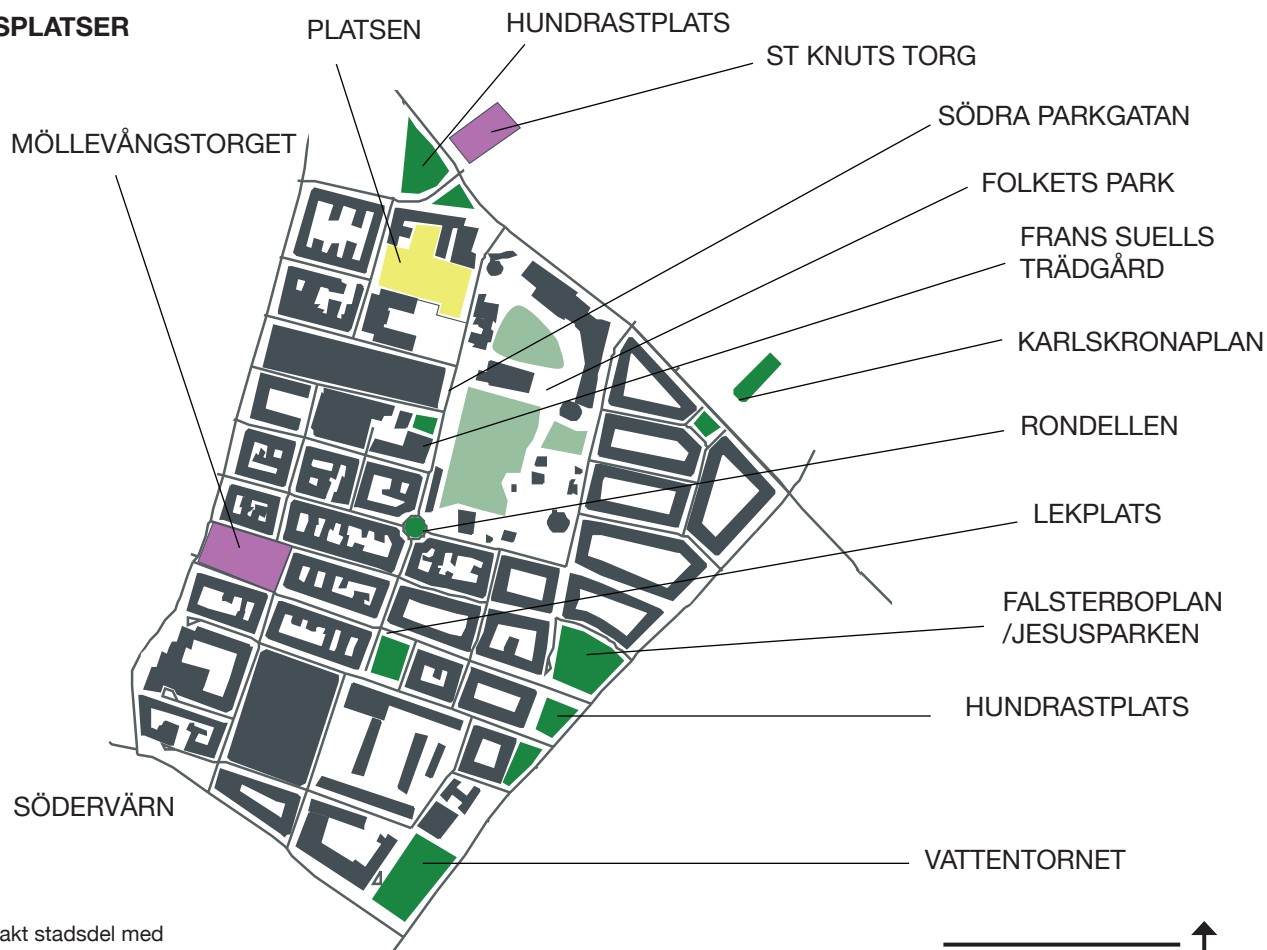 SPLATSER
PLATSEN
HUNDRASTPLATS
ST KNUTS TORG
SÖDRA PARKGATAN
MÖLLEVÅNGSTORGET
FOLKETS PARK
FRANS SUELLS
TRÄDGÅRD
KARLSKRONAPLAN
RONDELLEN
LEKPLATS
FALSTERBOPLAN
/JESUSPARKEN
HUNDRASTPLATS
SÖDERVÄRN
VATTENTORNET
akt stadsdel med